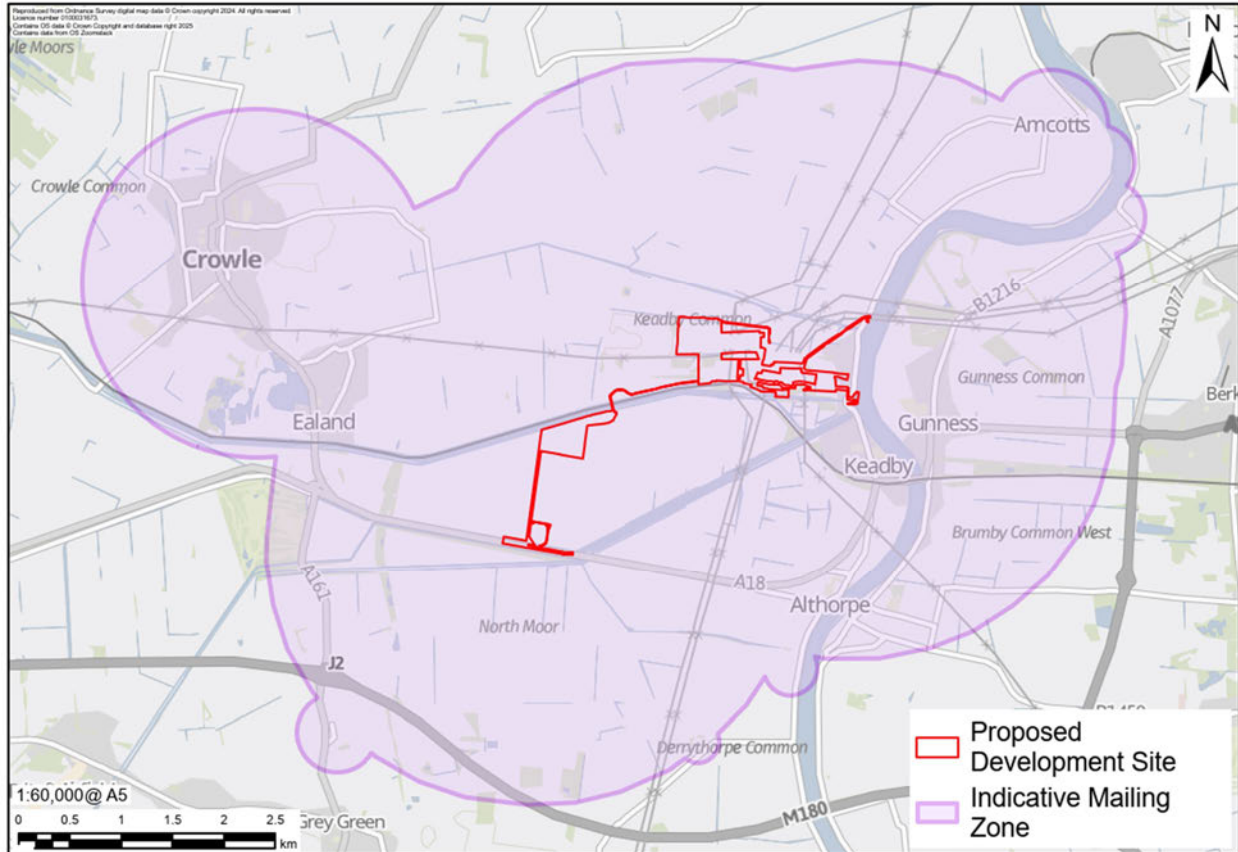 Reproduced from Ordnance Survey digital map data © Crown copyright 2024. All rights reserved.
Licence number 0100031673.
Contains OS data © Crown Copyright and database right 2025
Contains data from OS Zoomstack
N
Amcotts
Crowle Common
Crowle
B1216
A1077
Keadby Common
Gunness Common
Ealand
Gunness
Keadby
Brumby Common West
A161
A18
Althorpe
North Moor
J2
Derrythorpe Common
M180
Grey Green
Proposed
Development Site
Indicative Mailing
Zone
1:60,000@ A5
0 0.5 1 1.5 2 2.5
km